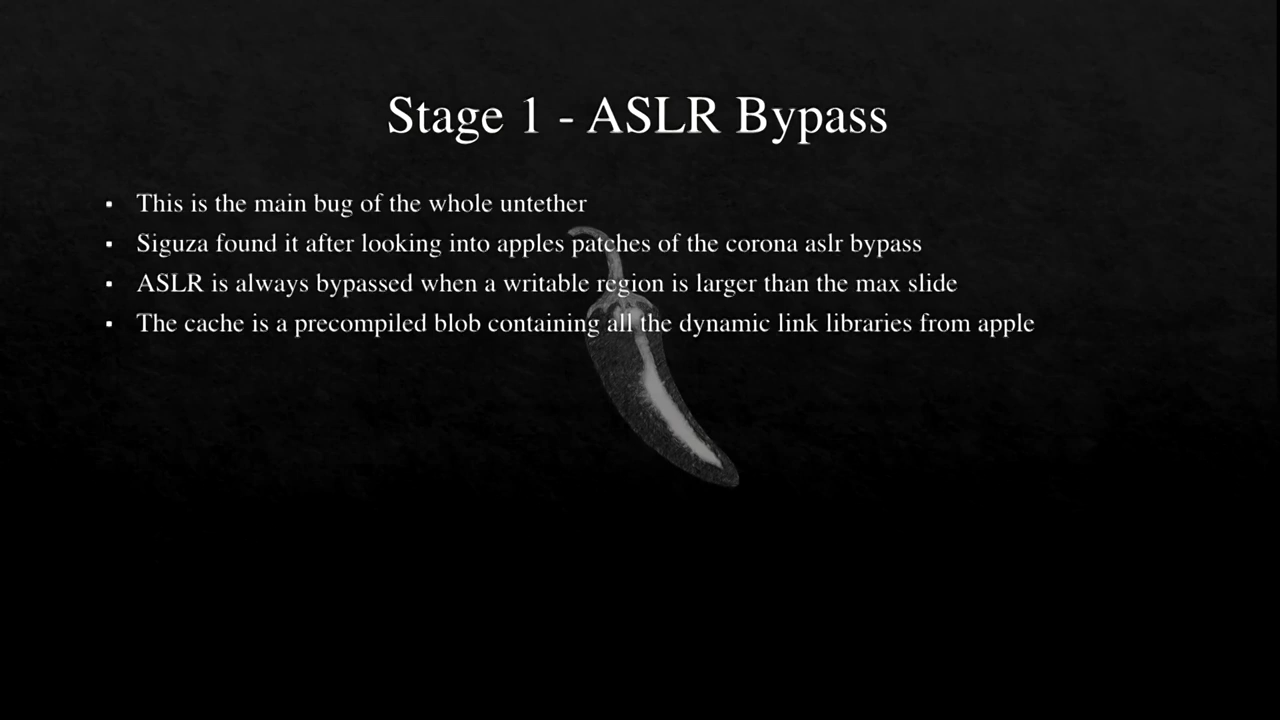 Stage 1 - ASLR Bypass
▪ This is the main bug of the whole untether
▪ Siguza found it after looking into apples patches of the corona aslr bypass
▪ ASLR is always bypassed when a writable region is larger than the max slide
▪ The cache is a precompiled blob containing all the dynamic link libraries from apple